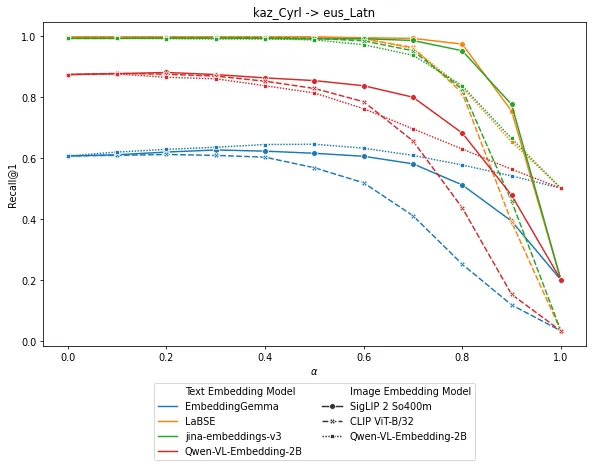 kaz_Cyrl -> eus_Latn
Recall@1
1.0
0.8
0.6
0.4
0.2
0.0
0.0 0.2 0.4 0.6 0.8 1.0
α
Text Embedding Model
EmbeddingGemma
LaBSE
jina-embeddings-v3
Qwen-VL-Embedding-2B
Image Embedding Model
SigLIP 2 So400m
CLIP ViT-B/32
Qwen-VL-Embedding-2B